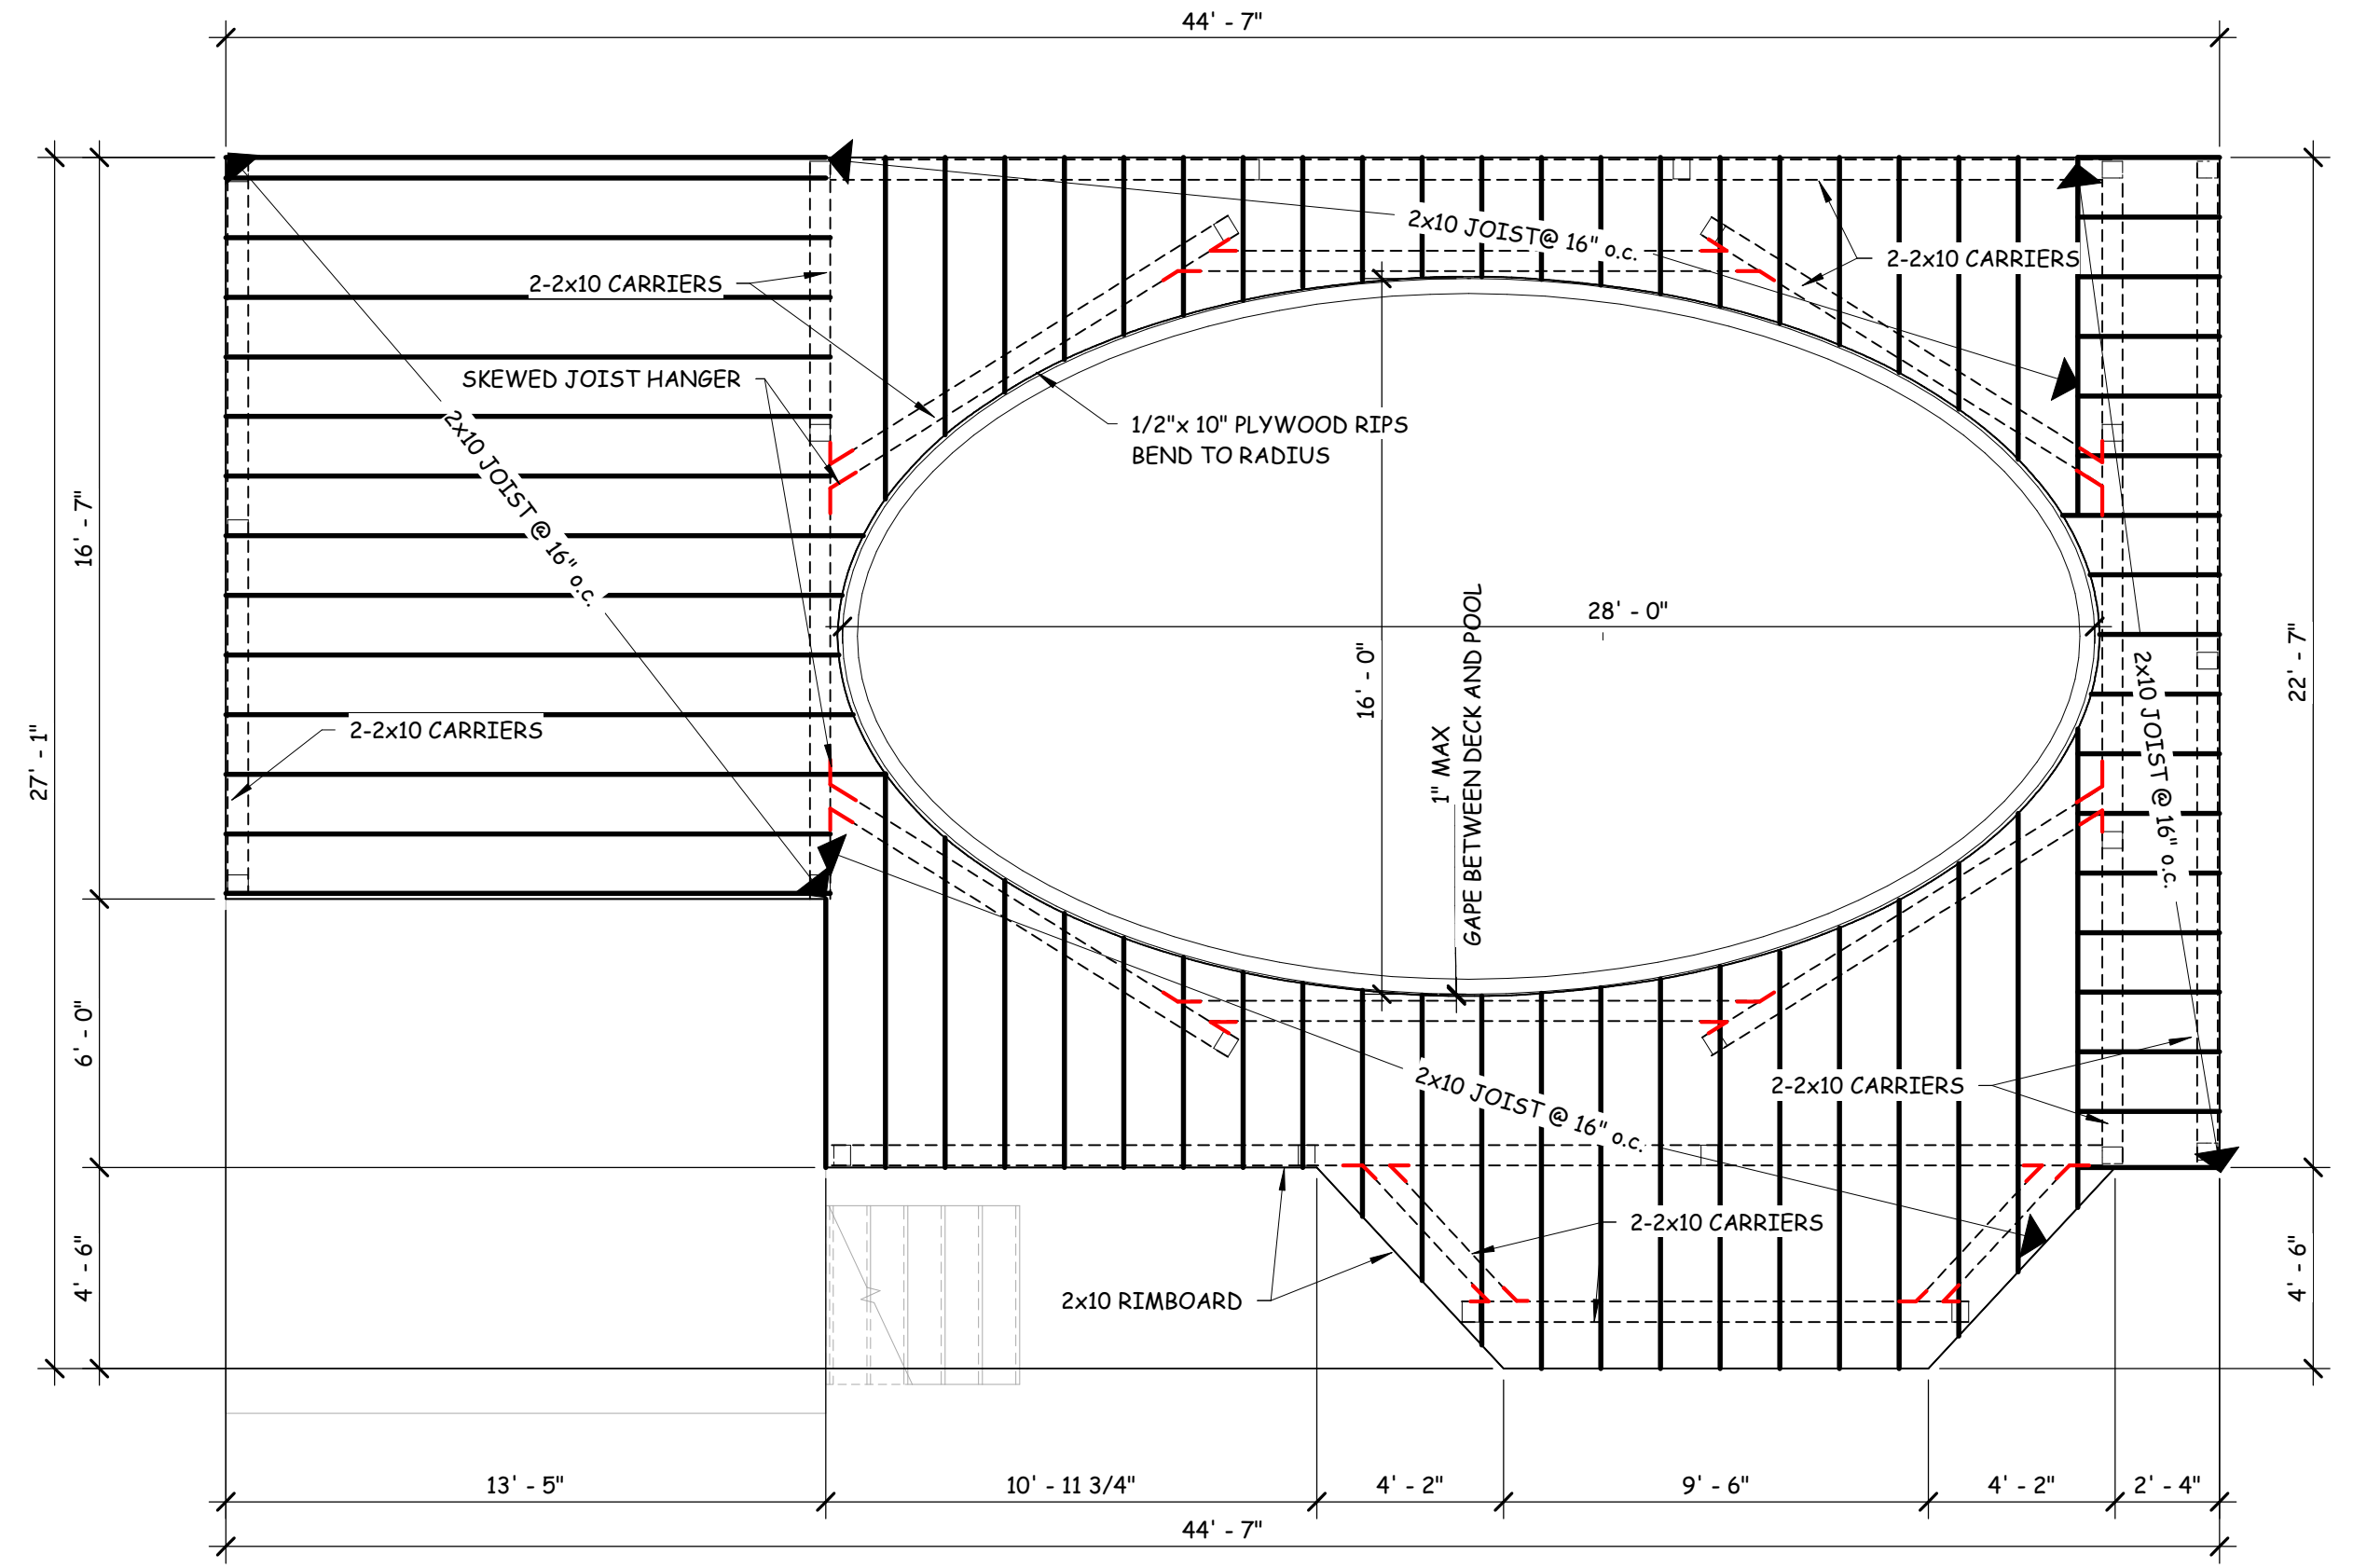 44' - 7"
2x10 JOIST@ 16" o.c.
2-2x10 CARRIERS
2-2x10 CARRIERS
SKEWED JOIST HANGER
1/2"x 10" PLYWOOD RIPS
BEND TO RADIUS
2x10 JOIST @ 16" o.c.
16' - 7"
27' - 1"
28' - 0"
16' - 0"
1" MAX
GAPE BETWEEN DECK AND POOL
22' - 7"
2x10 JOIST @ 16" o.c.
2-2x10 CARRIERS
6' - 0"
2x10 JOIST @ 16" o.c.
2-2x10 CARRIERS
2-2x10 CARRIERS
4' - 6"
4' - 6"
2x10 RIMBOARD
13' - 5"
10' - 11 3/4"
4' - 2"
9' - 6"
4' - 2"
2' - 4"
44' - 7"